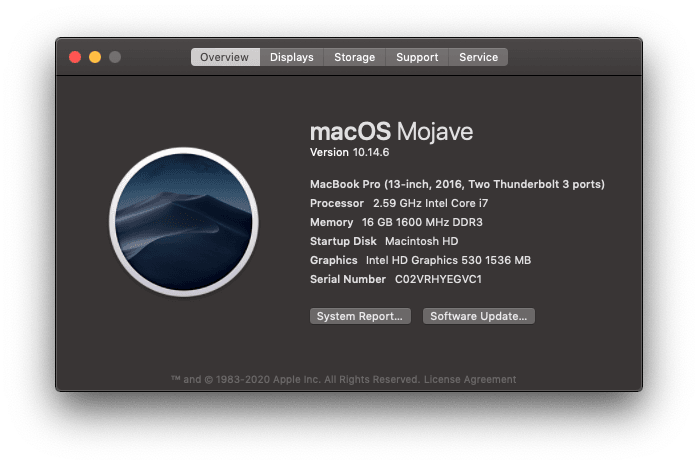 Overview Displays Storage Support Service
macOS Mojave
Version 10.14.6
MacBook Pro (13-inch, 2016, Two Thunderbolt 3 ports)
Processor 2.59 GHz Intel Core i7
Memory 16 GB 1600 MHz DDR3
Startup Disk Macintosh HD
Graphics Intel HD Graphics 530 1536 MB
Serial Number C02VRHYEGVC1
System Report... Software Update...
™ and © 1983-2020 Apple Inc. All Rights Reserved. License Agreement